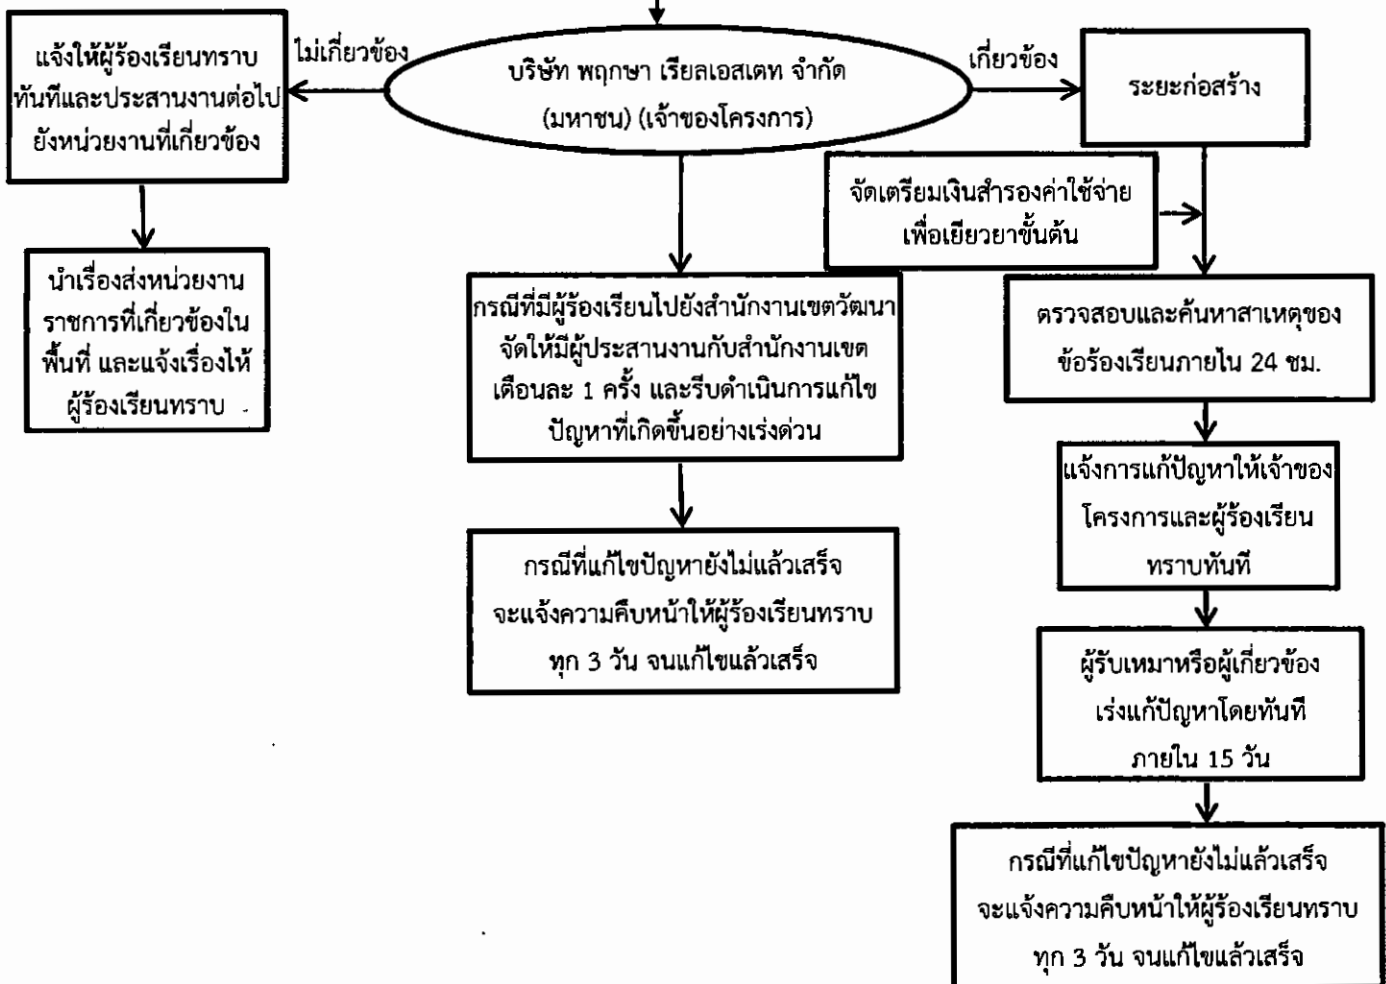 แจ้งให้ผู้ร้องเรียนทราบ
ทันทีและประสานงานต่อไป
ยังหน่วยงานที่เกี่ยวข้อง
ไม่เกี่ยวข้อง
บริษัท พฤกษา เรียลเอสเตท จำกัด
(มหาชน) (เจ้าของโครงการ)
เกี่ยวข้อง
ระยะก่อสร้าง
จัดเตรียมเงินสำรองค่าใช้จ่าย
เพื่อเยียวยาขั้นต้น
นำเรื่องส่งหน่วยงาน
ราชการที่เกี่ยวข้องใน
พื้นที่ และแจ้งเรื่องให้
ผู้ร้องเรียนทราบ
กรณีที่มีผู้ร้องเรียนไปยังสำนักงานเขตวัฒนา
จัดให้มีผู้ประสานงานกับสำนักงานเขต
เดือนละ 1 ครั้ง และรีบดำเนินการแก้ไข
ปัญหาที่เกิดขึ้นอย่างเร่งด่วน
ตรวจสอบและค้นหาสาเหตุของ
ข้อร้องเรียนภายใน 24 ชม.
แจ้งการแก้ปัญหาให้เจ้าของ
โครงการและผู้ร้องเรียน
ทราบทันที
กรณีที่แก้ไขปัญหายังไม่แล้วเสร็จ
จะแจ้งความคืบหน้าให้ผู้ร้องเรียนทราบ
ทุก 3 วัน จนแก้ไขแล้วเสร็จ
ผู้รับเหมาหรือผู้เกี่ยวข้อง
เร่งแก้ปัญหาโดยทันที
ภายใน 15 วัน
กรณีที่แก้ไขปัญหายังไม่แล้วเสร็จ
จะแจ้งความคืบหน้าให้ผู้ร้องเรียนทราบ
ทุก 3 วัน จนแก้ไขแล้วเสร็จ